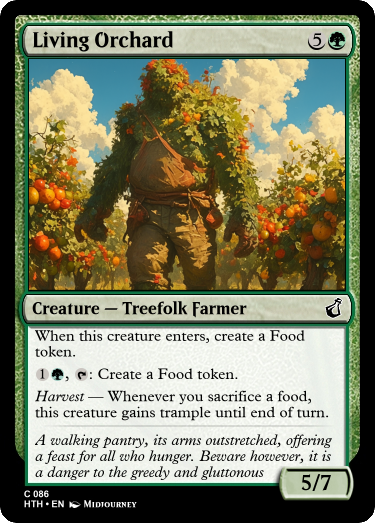 Living Orchard 5
Creature — Treefolk Farmer
When this creature enters, create a Food
token.
1, : Create a Food token.
Harvest — Whenever you sacrifice a food,
this creature gains trample until end of turn.
A walking pantry, its arms outstretched, offering
a feast for all who hunger. Beware however, it is
a danger to the greedy and gluttonous
5/7
C 086
HTH • EN Midjourney